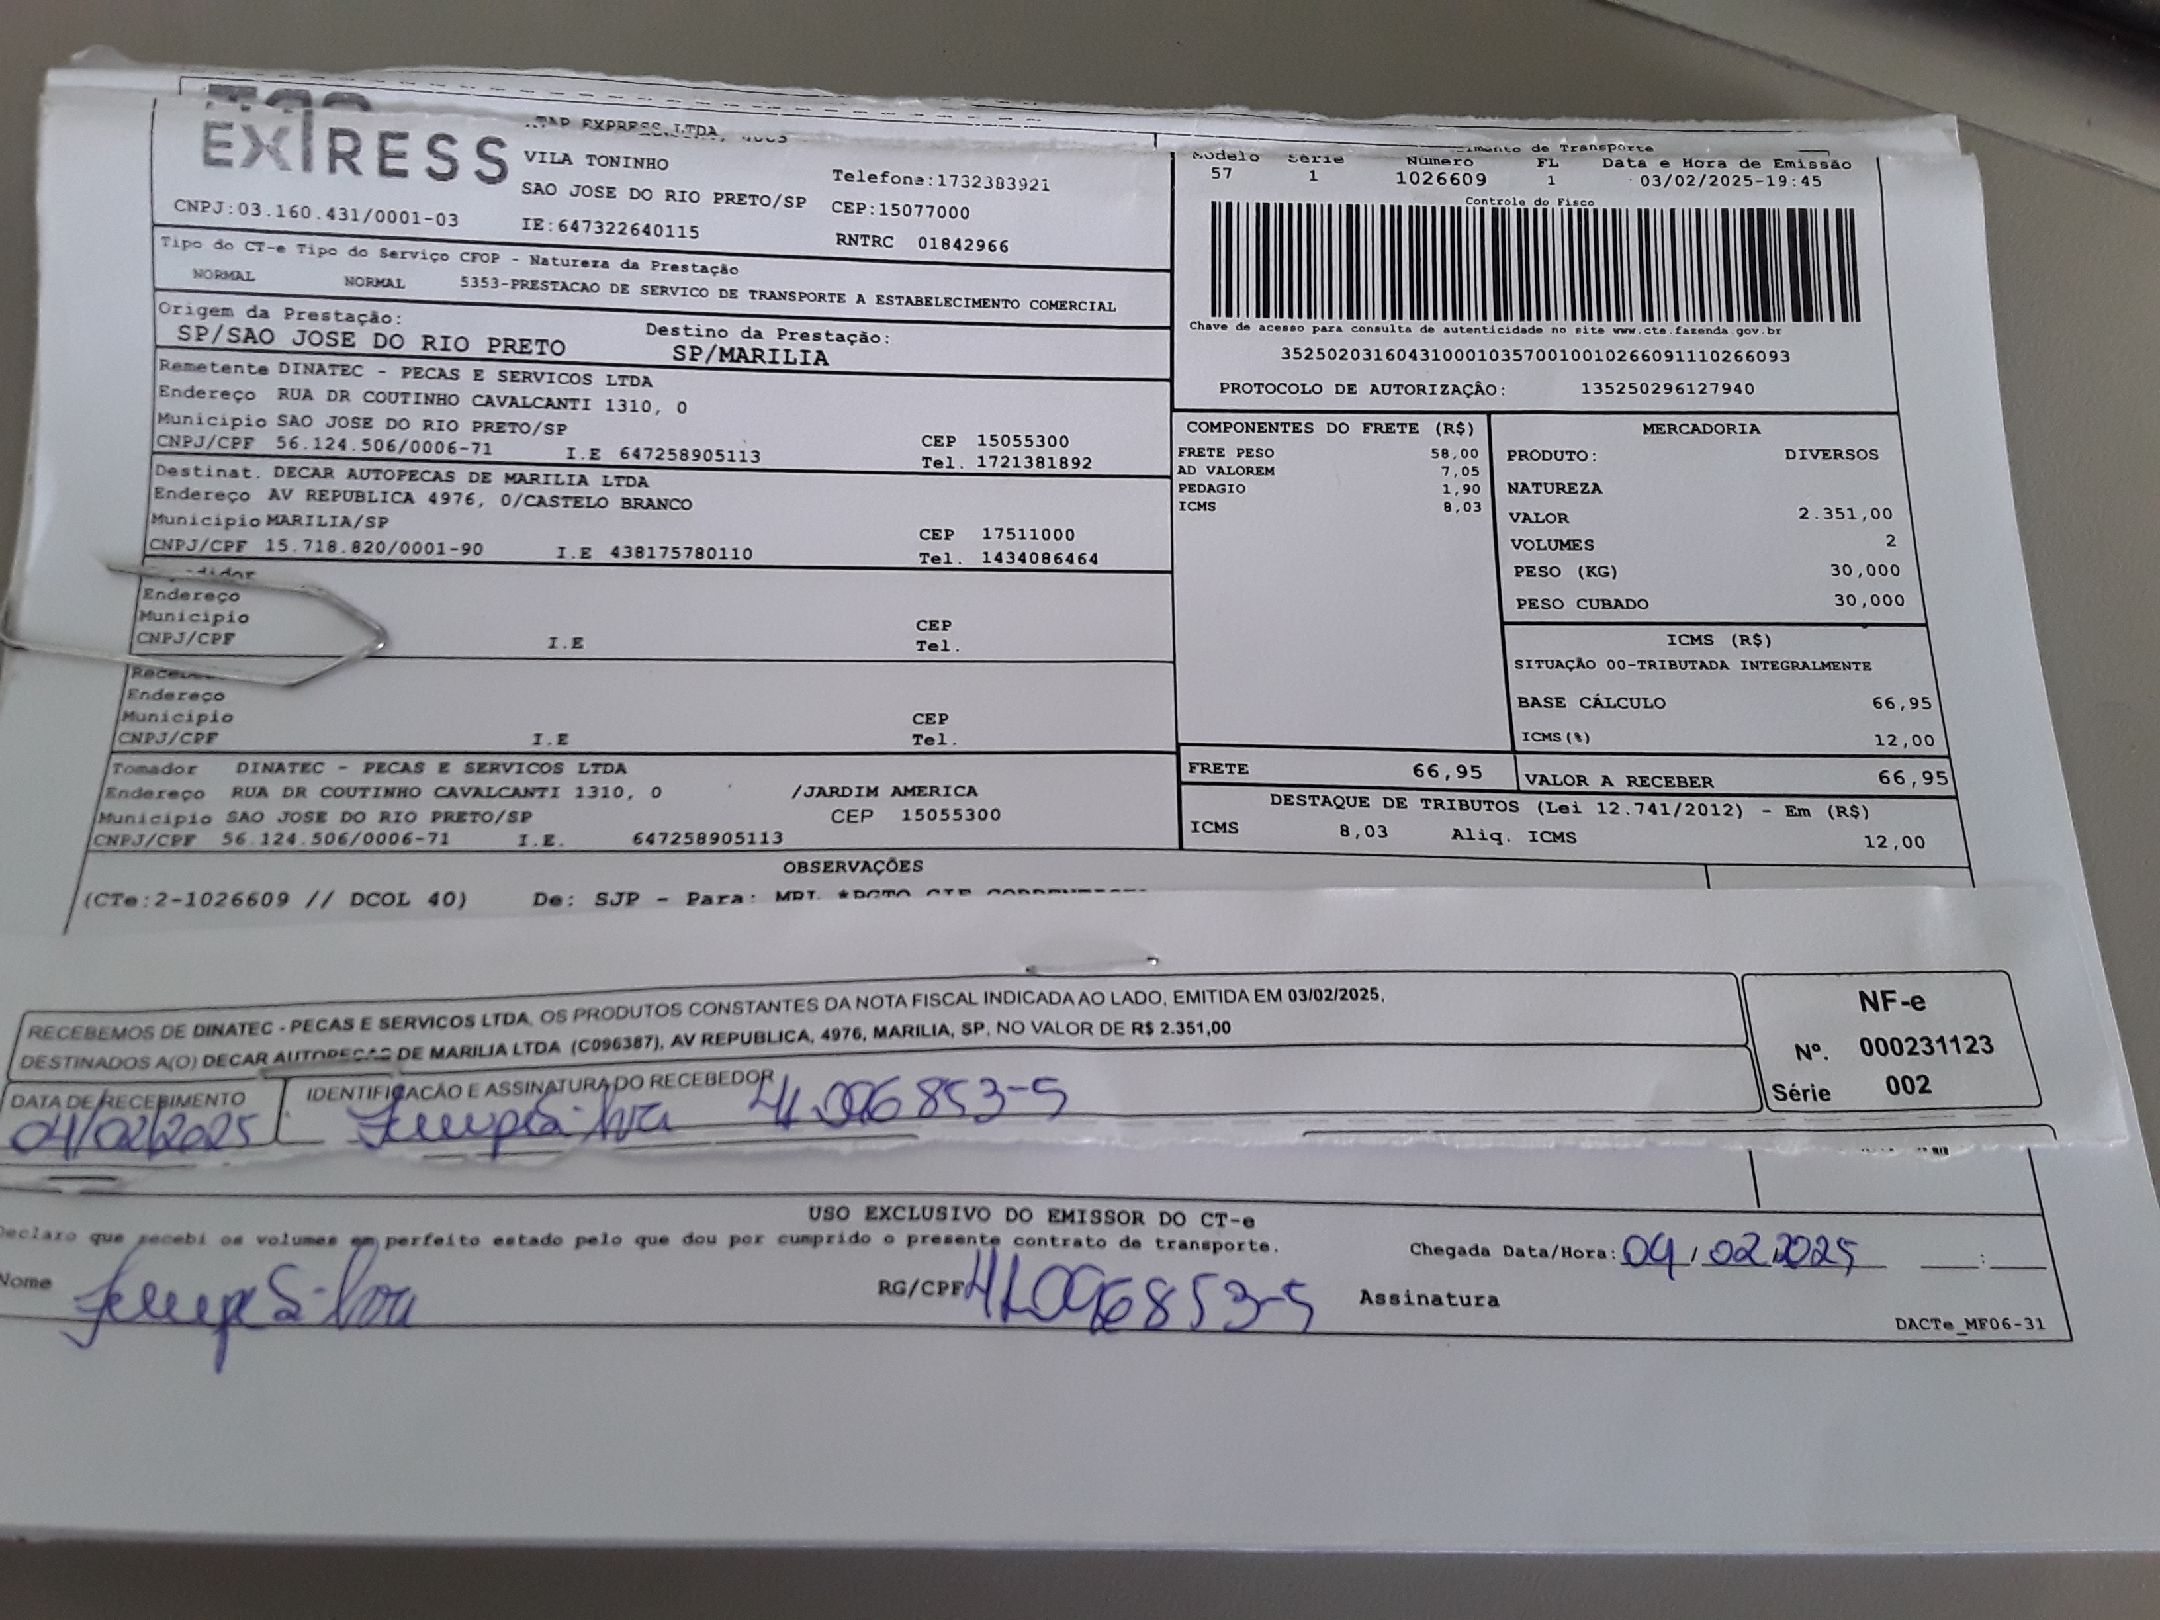 EXPRESS
TAP EXPRESS LTDA,
VILA TONINHO
Telefone:1732383921
SAO JOSE DO RIO PRETO/SP CEP:15077000
CNPJ:03.160.431/0001-03 IE:647322640115 RNTRC 01842966
Tipo do CT-e Tipo do Serviço CFOP - Natureza da Prestação
NORMAL NORMAL 5353-PRESTACAO DE SERVICO DE TRANSPORTE A ESTABELECIMENTO COMERCIAL
Origem da Prestação: Destino da Prestação:
SP/SAO JOSE DO RIO PRETO SP/MARILIA
Remetente DINATEC - PECAS E SERVICOS LTDA
Endereço RUA DR COUTINHO CAVALCANTI 1310, 0
Municipio SAO JOSE DO RIO PRETO/SP CEP 15055300
CNPJ/CPF 56.124.506/0006-71 I.E 647258905113 Tel. 1721381892
Destinat. DECAR AUTOPECAS DE MARILIA LTDA
Endereço AV REPUBLICA 4976, 0/CASTELO BRANCO
Municipio MARILIA/SP CEP 17511000
CNPJ/CPF 15.718.820/0001-90 I.E 438175780110 Tel. 1434086464
Endereço
Municipio CEP
CNPJ/CPF I.E Tel.
Endereço
Municipio CEP
CNPJ/CPF I.E Tel.
Tomador DINATEC - PECAS E SERVICOS LTDA
Endereço RUA DR COUTINHO CAVALCANTI 1310, 0 /JARDIM AMERICA
Municipio SAO JOSE DO RIO PRETO/SP CEP 15055300
CNPJ/CPF 56.124.506/0006-71 I.E. 647258905113
de Transporte
Modelo Serie Numero FL Data e Hora de Emissão
57 1 1026609 1 03/02/2025-19:45
Controle do Fisco
Chave de acesso para consulta de autenticidade no site www.cte.fazenda.gov.br
35250203160431000103570010010266091110266093
PROTOCOLO DE AUTORIZAÇÂO: 135250296127940
COMPONENTES DO FRETE (R$)
FRETE PESO 58,00
AD VALOREM 7,05
PEDAGIO 1,90
ICMS 8,03
MERCADORIA
PRODUTO: DIVERSOS
NATUREZA
VALOR 2.351,00
VOLUMES 2
PESO (KG) 30,000
PESO CUBADO 30,000
ICMS (R$)
SITUAÇÃO 00-TRIBUTADA INTEGRALMENTE
BASE CÁLCULO 66,95
ICMS(%) 12,00
FRETE 66,95 VALOR A RECEBER 66,95
DESTAQUE DE TRIBUTOS (Lei 12.741/2012) - Em (R$)
ICMS 8,03 Aliq. ICMS 12,00
OBSERVAÇÕES
(CTe:2-1026609 // DCOL 40) De: SJP - Para:
RECEBEMOS DE DINATEC - PECAS E SERVICOS LTDA, OS PRODUTOS CONSTANTES DA NOTA FISCAL INDICADA AO LADO, EMITIDA EM 03/02/2025,
DESTINADOS A(O) DECAR AUTOPECAS DE MARILIA LTDA (C096387), AV REPUBLICA, 4976, MARILIA, SP, NO VALOR DE R$ 2.351,00
NF-e
Nº. 000231123
Série 002
DATA DE RECEBIMENTO IDENTIFICACÃO E ASSINATURA DO RECEBEDOR
04/02/2025 41.096853-5
USO EXCLUSIVO DO EMISSOR DO CT-e
Declaro que recebi os volumes em perfeito estado pelo que dou por cumprido o presente contrato de transporte.
Chegada Data/Hora: 04/02/2025 :
Nome RG/CPF 41.096853-5 Assinatura
DACTe_MF06-31